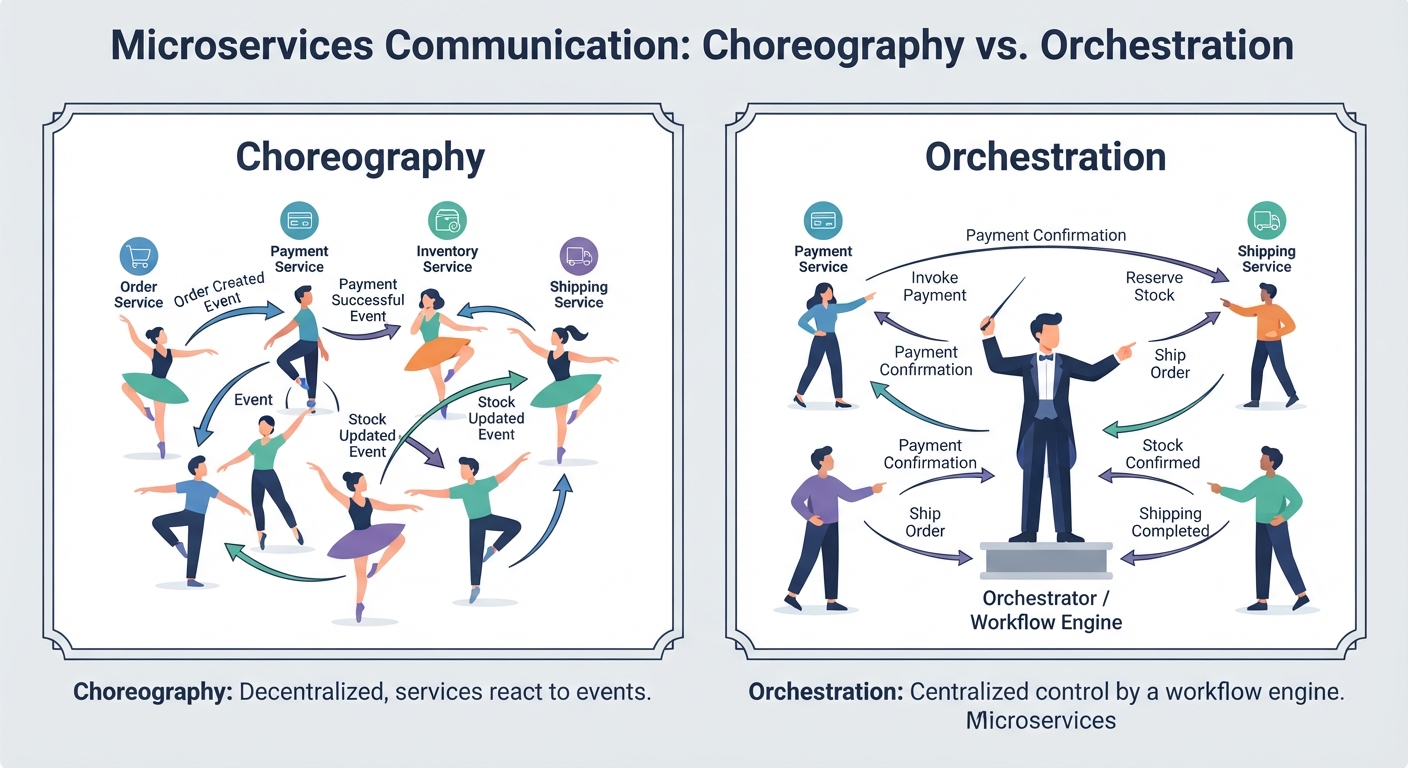 Microservices Communication: Choreography vs. Orchestration
Choreography
Order
Service
Payment
Service
Inventory
Service
Shipping
Service
Order Created
Event
Payment
Successful
Event
Event
Stock
Updated
Event
Stock
Updated
Event
Choreography: Decentralized, services react to events.
Orchestration
Payment
Service
Shipping
Service
Payment Confirmation
Invoke
Payment
Reserve
Stock
Payment
Confirmation
Ship
Order
Payment
Confirmation
Stock
Confirmed
Ship
Order
Shipping
Completed
Orchestrator /
Workflow Engine
Orchestration: Centralized control by a workflow engine.
Microservices